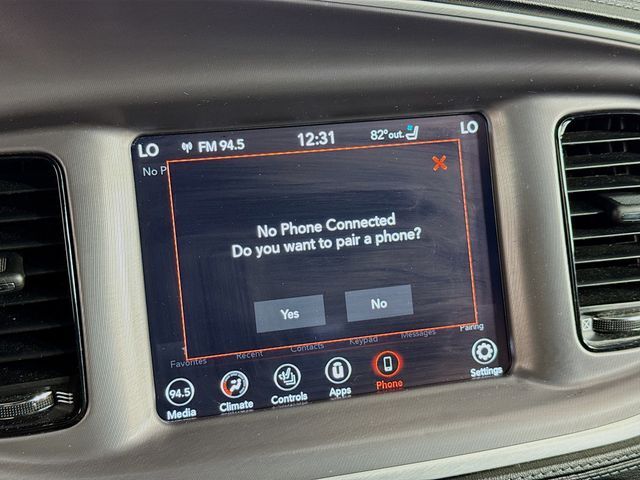 LO FM 94.5 12:31 82°out. LO
No P
No Phone Connected
Do you want to pair a phone?
Yes No
Favorites Recent Contacts Keypad Messages Pairing
94.5
Media Climate Controls Apps Phone Settings